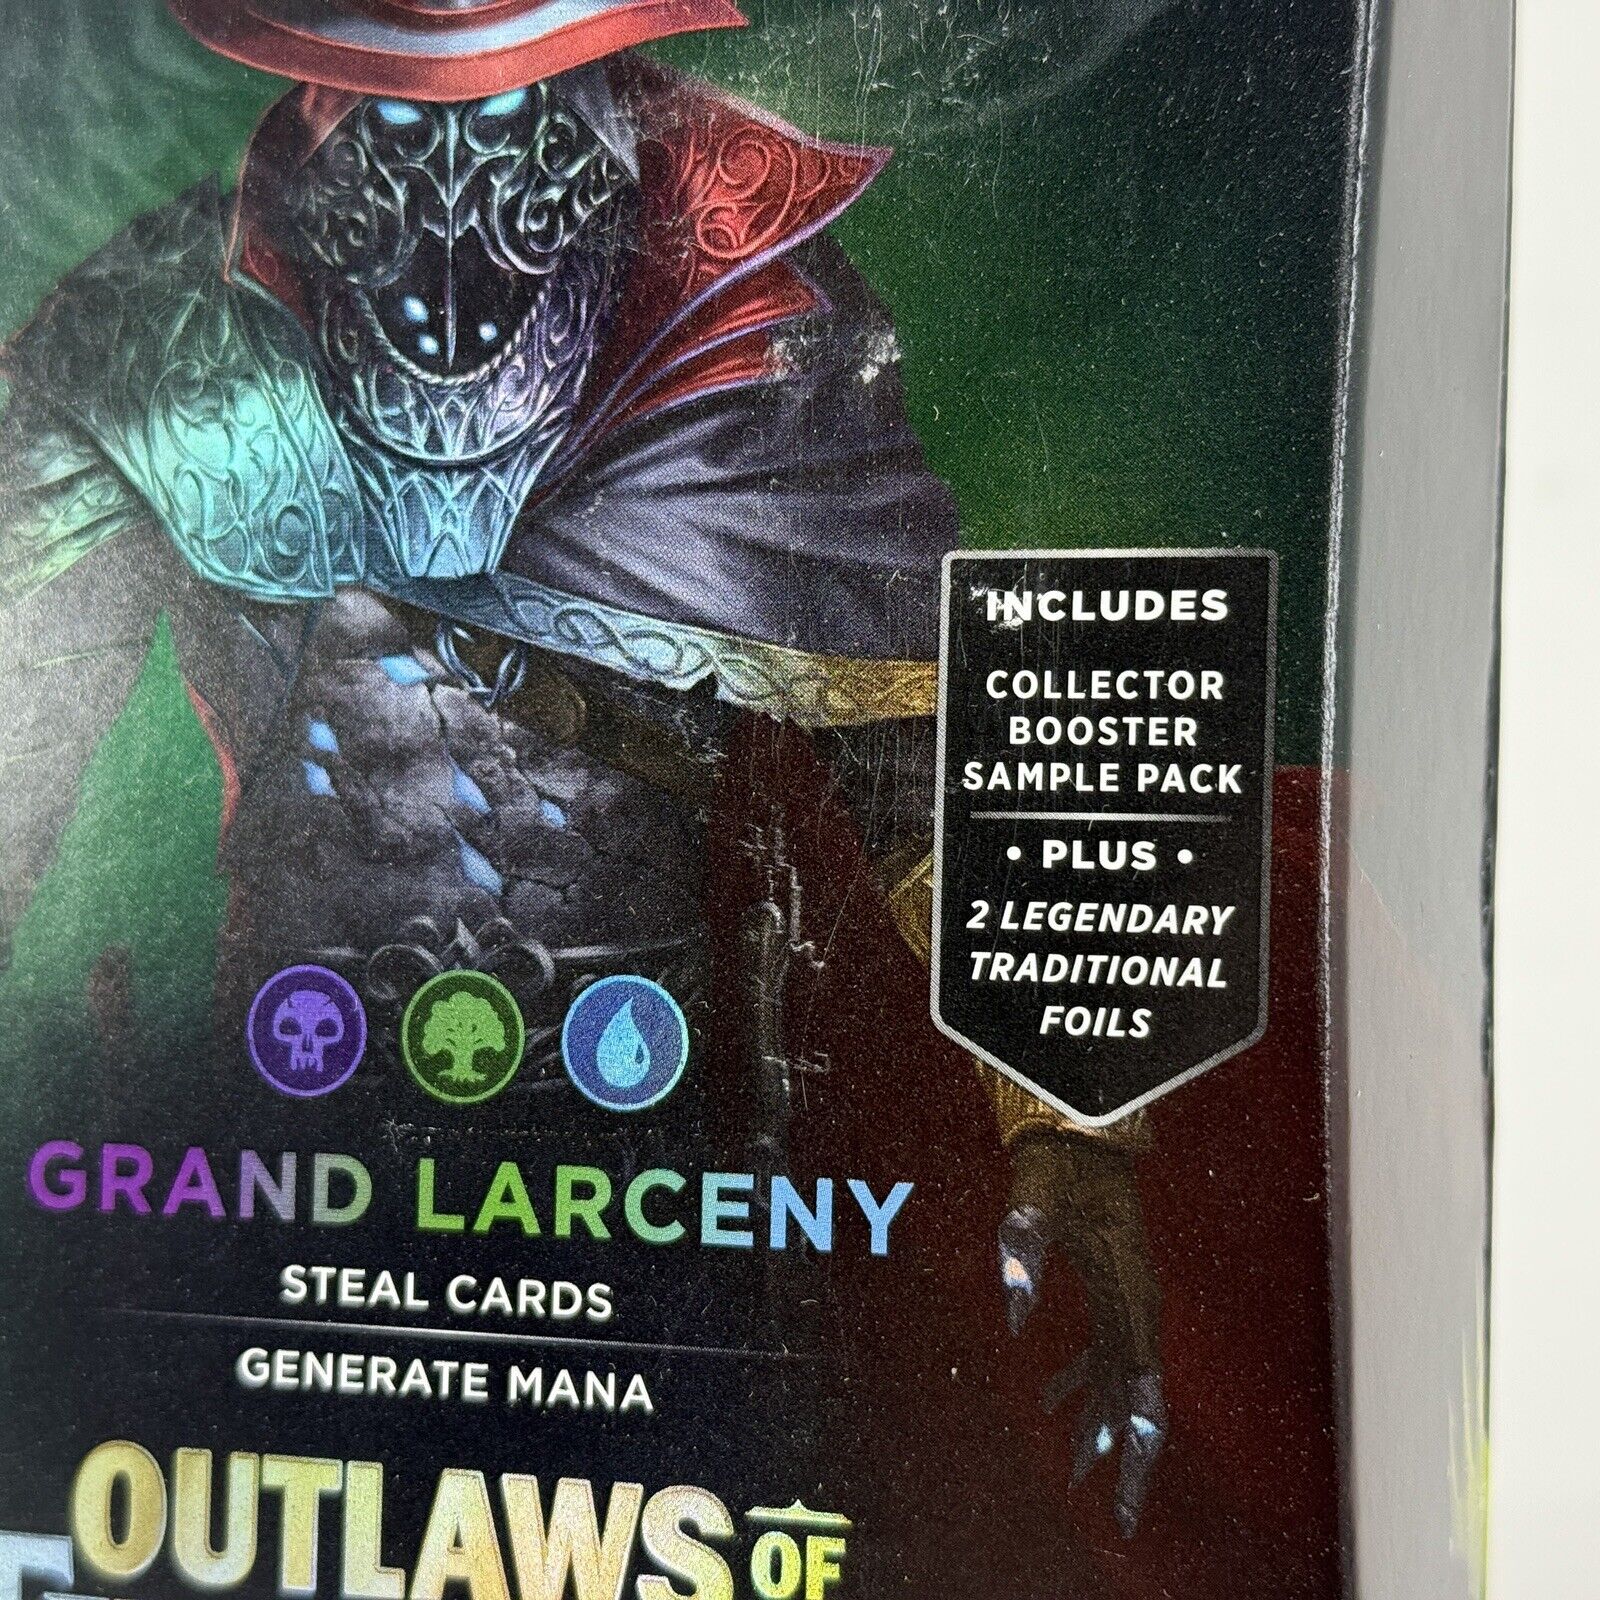 INCLUDES
COLLECTOR
BOOSTER
SAMPLE PACK
• PLUS •
2 LEGENDARY
TRADITIONAL
FOILS
GRAND LARCENY
STEAL CARDS
GENERATE MANA
OUTLAWS OF